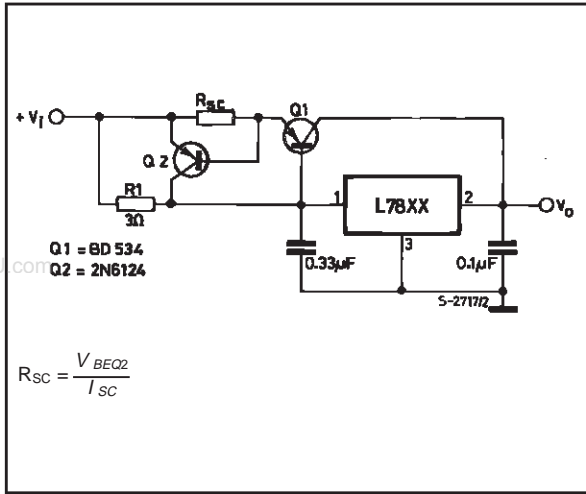 Rsc
Q1
+ VI
Q2
R1
3Ω
1
L78XX
2
Vo
3
Q1 = BD 534
Q2 = 2N6124
0.33µF
0.1µF
S-2717/2
RSC = VBEQ2 / ISC